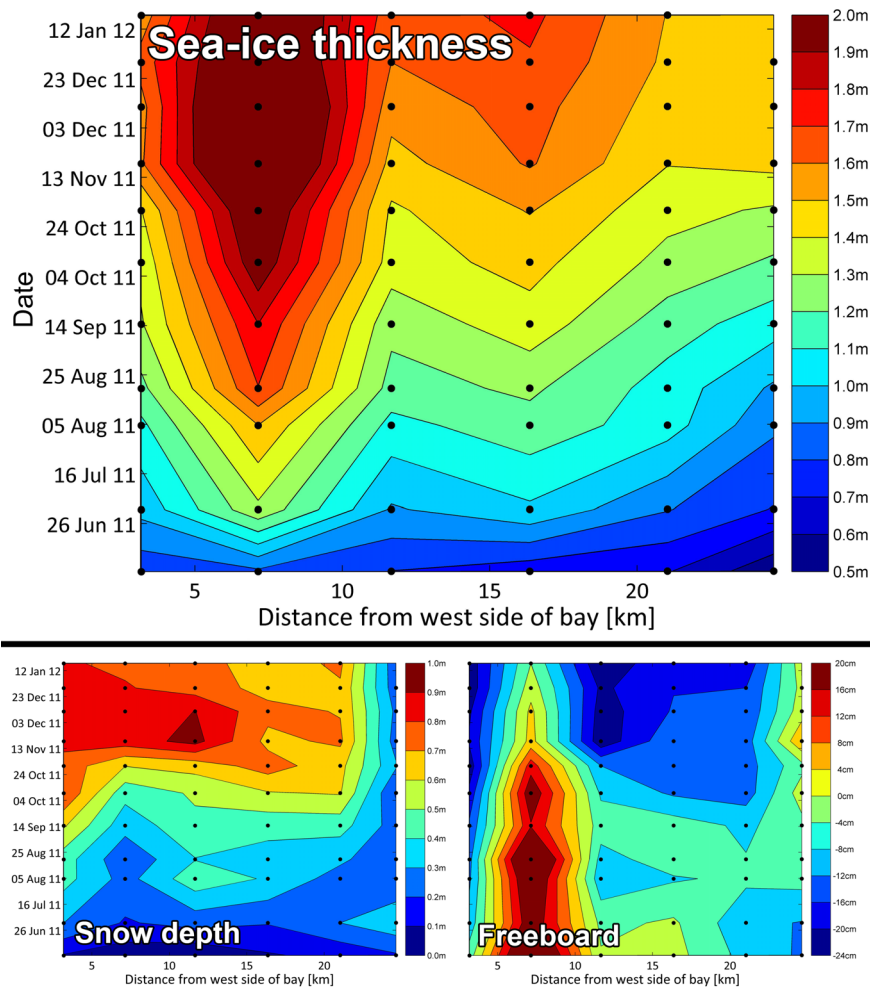 Sea-ice thickness
12 Jan 12
23 Dec 11
03 Dec 11
13 Nov 11
24 Oct 11
04 Oct 11
14 Sep 11
25 Aug 11
05 Aug 11
16 Jul 11
26 Jun 11
Date
5 10 15 20
Distance from west side of bay [km]
2.0m
1.9m
1.8m
1.7m
1.6m
1.5m
1.4m
1.3m
1.2m
1.1m
1.0m
0.9m
0.8m
0.7m
0.6m
0.5m
12 Jan 12
23 Dec 11
03 Dec 11
13 Nov 11
24 Oct 11
04 Oct 11
14 Sep 11
25 Aug 11
05 Aug 11
16 Jul 11
26 Jun 11
Snow depth
5 10 15 20
Distance from west side of bay [km]
1.0m
0.9m
0.8m
0.7m
0.6m
0.5m
0.4m
0.3m
0.2m
0.1m
0.0m
Freeboard
5 10 15 20
Distance from west side of bay [km]
20cm
16cm
12cm
8cm
4cm
0cm
-4cm
-8cm
-12cm
-16cm
-20cm
-24cm